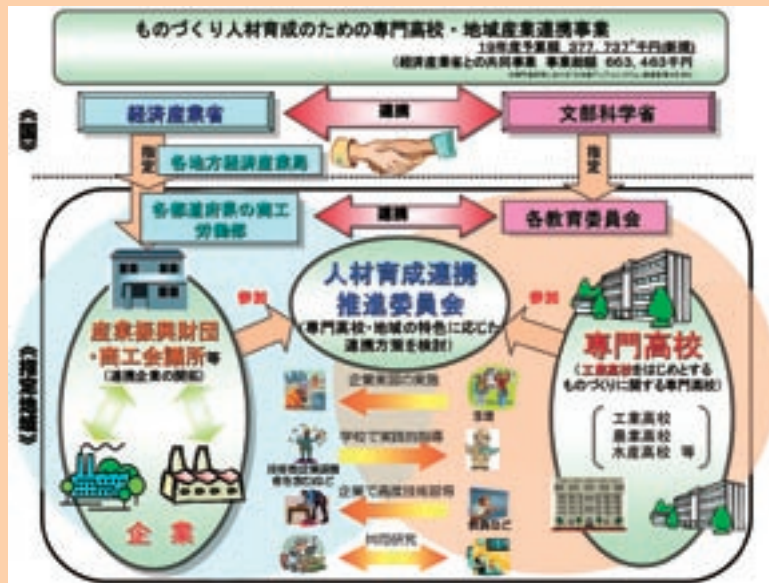 ものづくり人材育成のための専門高校・地域産業連携事業
19年度予算額 277,737千円(新規)
(経済産業省との共同事業 事業総額 663,463千円
経済産業省
連携
文部科学省
指定
各地方経済産業局
指定
各都道府県の商工
労働部
連携
各教育委員会
人材育成連携
推進委員会
(専門高校・地域の特色に応じた
連携方策を検討)
参加
参加
産業振興財団
・商工会議所等
(連携企業の開拓)
企業
専門高校
(工業高校をはじめとする
ものづくりに関する専門高校)
工業高校
農業高校
水産高校 等
企業実習の実施
生徒
学校で実践的指導
企業で高度技術習得
教員など
共同研究